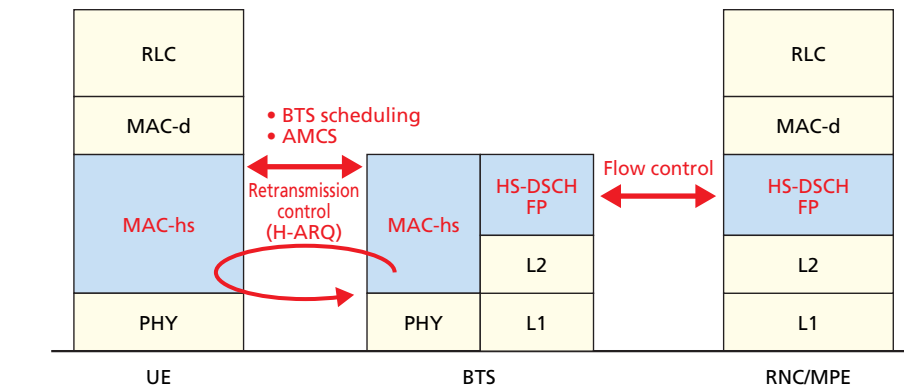 RLC
MAC-d
MAC-hs
PHY
• BTS scheduling
• AMCS
Retransmission
control
(H-ARQ)
MAC-hs
PHY
HS-DSCH
FP
L2
L1
Flow control
RLC
MAC-d
HS-DSCH
FP
L2
L1
UE
BTS
RNC/MPE